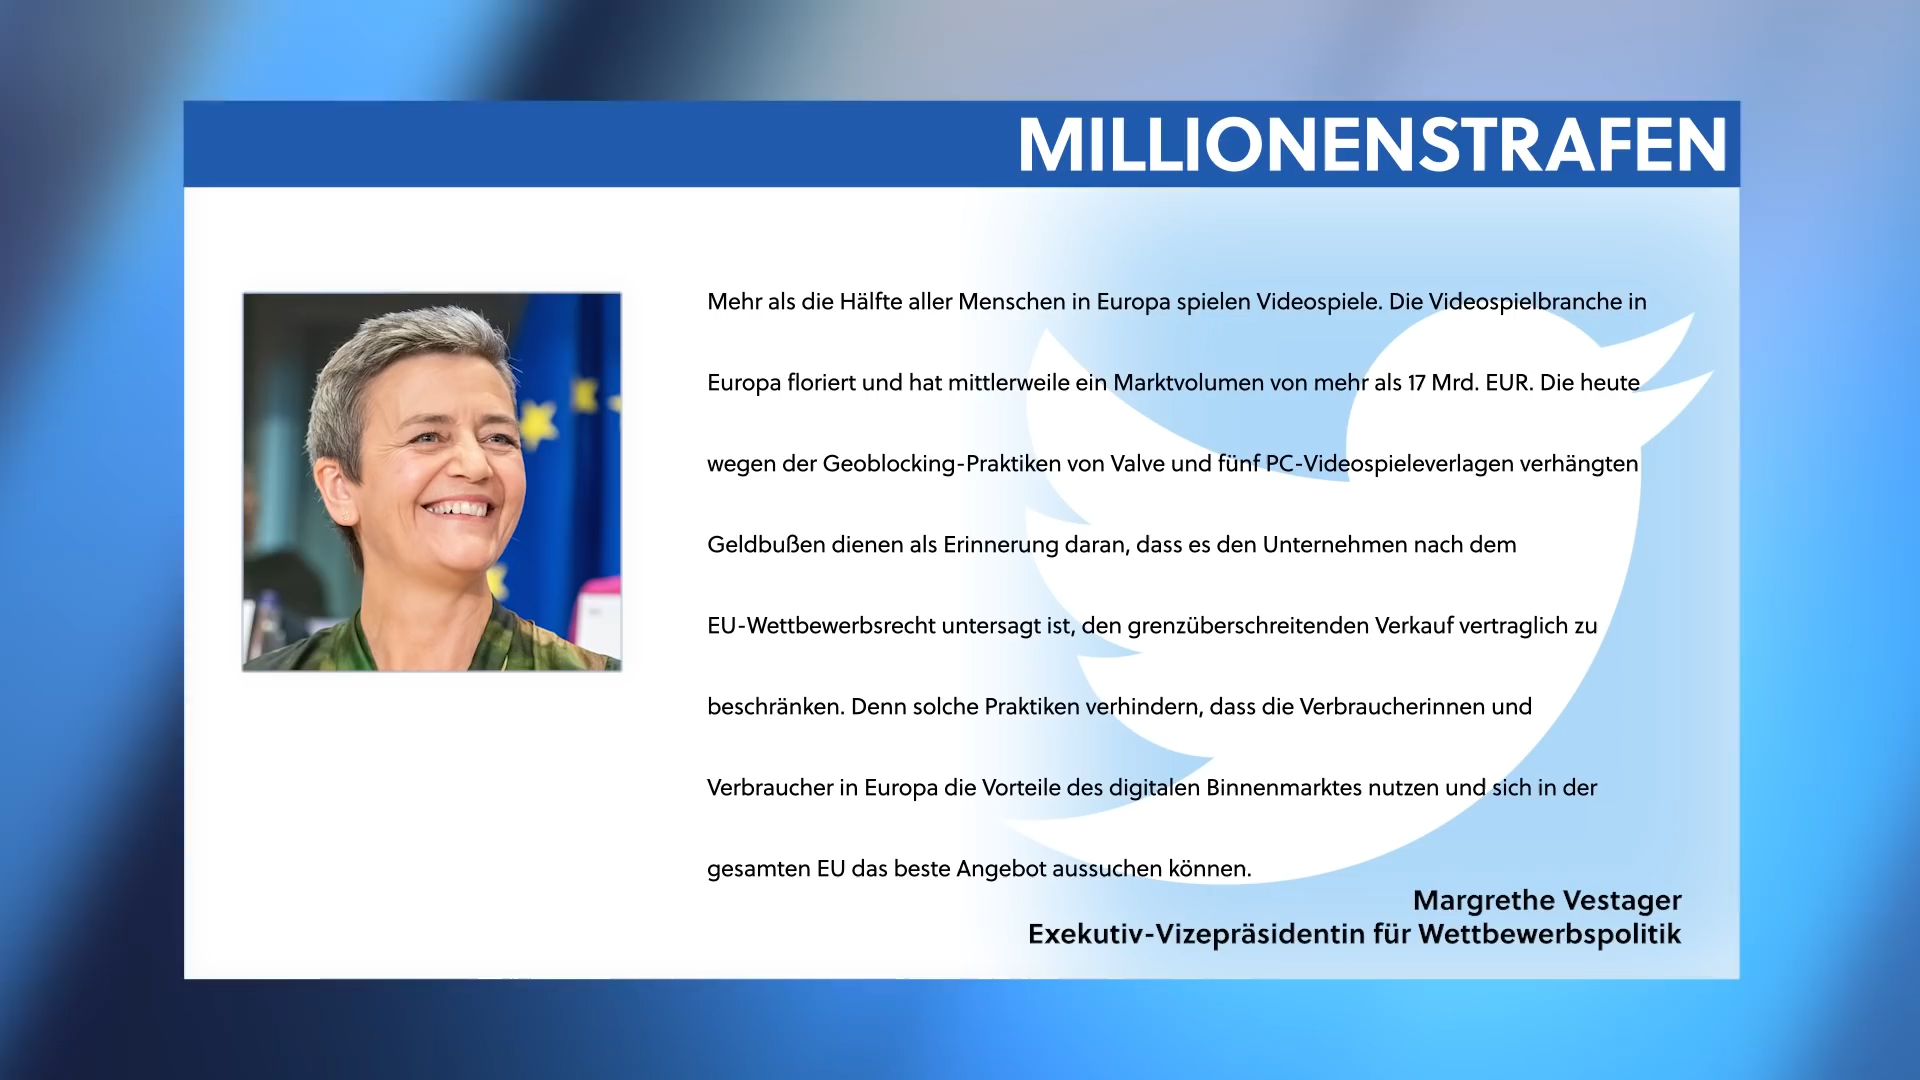 MILLIONENSTRAFEN
Mehr als die Hälfte aller Menschen in Europa spielen Videospiele. Die Videospielbranche in
Europa floriert und hat mittlerweile ein Marktvolumen von mehr als 17 Mrd. EUR. Die heute
wegen der Geoblocking-Praktiken von Valve und fünf PC-Videospieleverlagen verhängten
Geldbußen dienen als Erinnerung daran, dass es den Unternehmen nach dem
EU-Wettbewerbsrecht untersagt ist, den grenzüberschreitenden Verkauf vertraglich zu
beschränken. Denn solche Praktiken verhindern, dass die Verbraucherinnen und
Verbraucher in Europa die Vorteile des digitalen Binnenmarktes nutzen und sich in der
gesamten EU das beste Angebot aussuchen können.
Margrethe Vestager
Exekutiv-Vizepräsidentin für Wettbewerbspolitik